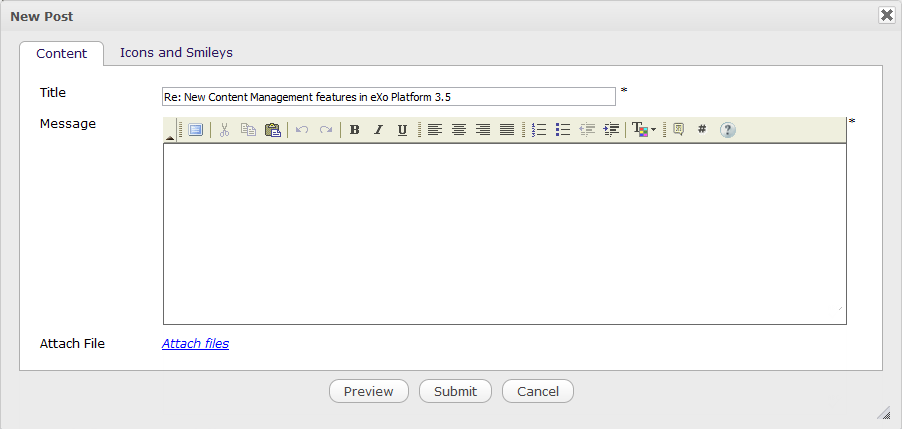 New Post
Content Icons and Smileys
Title Re: New Content Management features in eXo Platform 3.5 *
Message B I U T # ? *
Attach File Attach files
Preview Submit Cancel